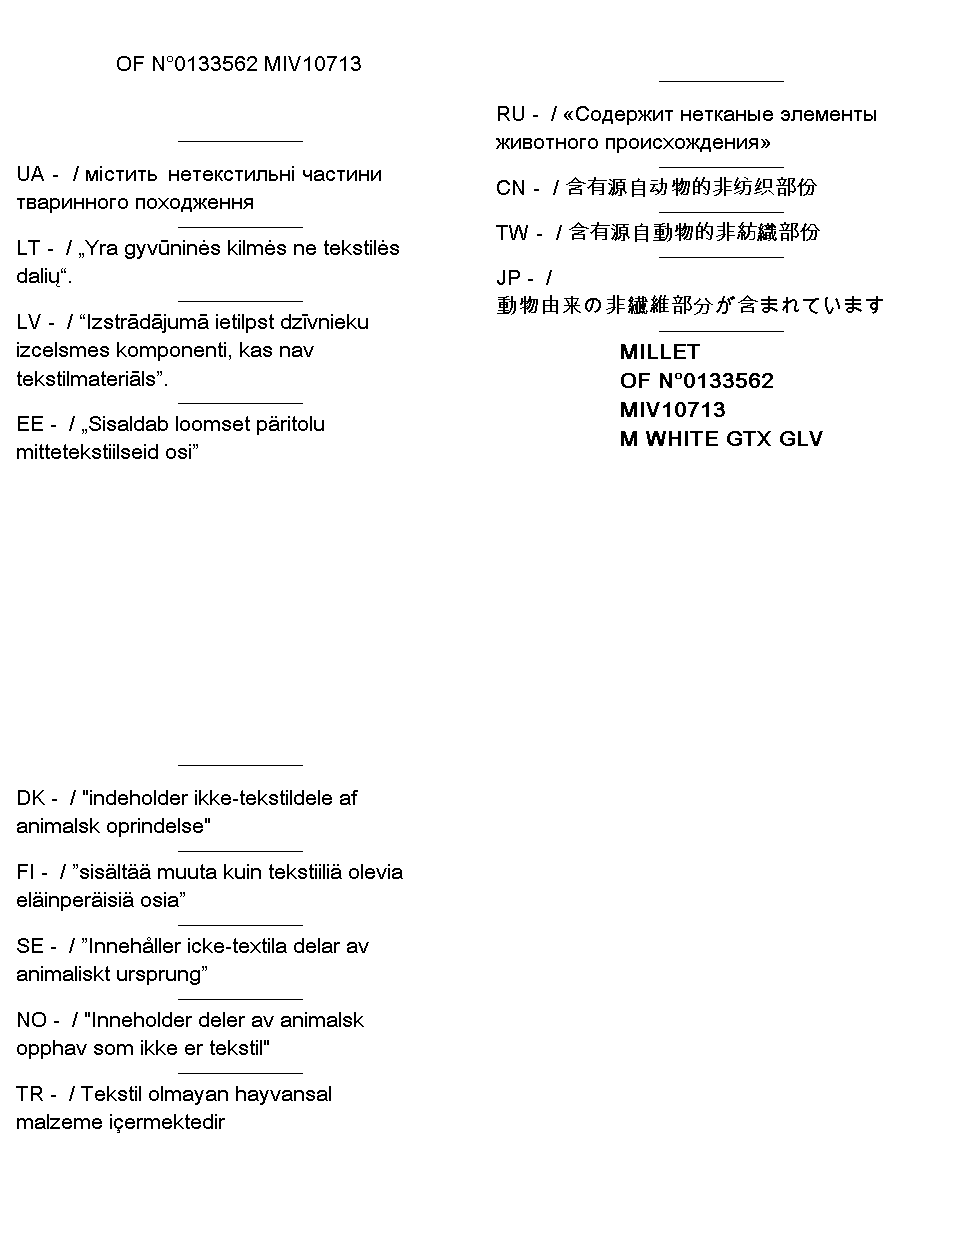 OF N°0133562 MIV10713
UA -  / містить нетекстильні частини
тваринного походження
LT -  / „Yra gyvūninės kilmės ne tekstilės
dalių“.
LV -  / “Izstrādājumā ietilpst dzīvnieku
izcelsmes komponenti, kas nav
tekstilmateriāls”.
EE -  / „Sisaldab loomset päritolu
mittetekstiilseid osi”
DK -  / "indeholder ikke-tekstildele af
animalsk oprindelse"
FI -  / ”sisältää muuta kuin tekstiiliä olevia
eläinperäisiä osia”
SE -  / ”Innehåller icke-textila delar av
animaliskt ursprung”
NO -  / "Inneholder deler av animalsk
opphav som ikke er tekstil"
TR -  / Tekstil olmayan hayvansal
malzeme içermektedir
RU -  / «Содержит нетканые элементы
животного происхождения»
CN -  / 含有源自动物的非纺织部份
TW -  / 含有源自動物的非紡織部份
JP -  /
動物由来の非繊維部分が含まれています
MILLET
OF N°0133562
MIV10713
M WHITE GTX GLV